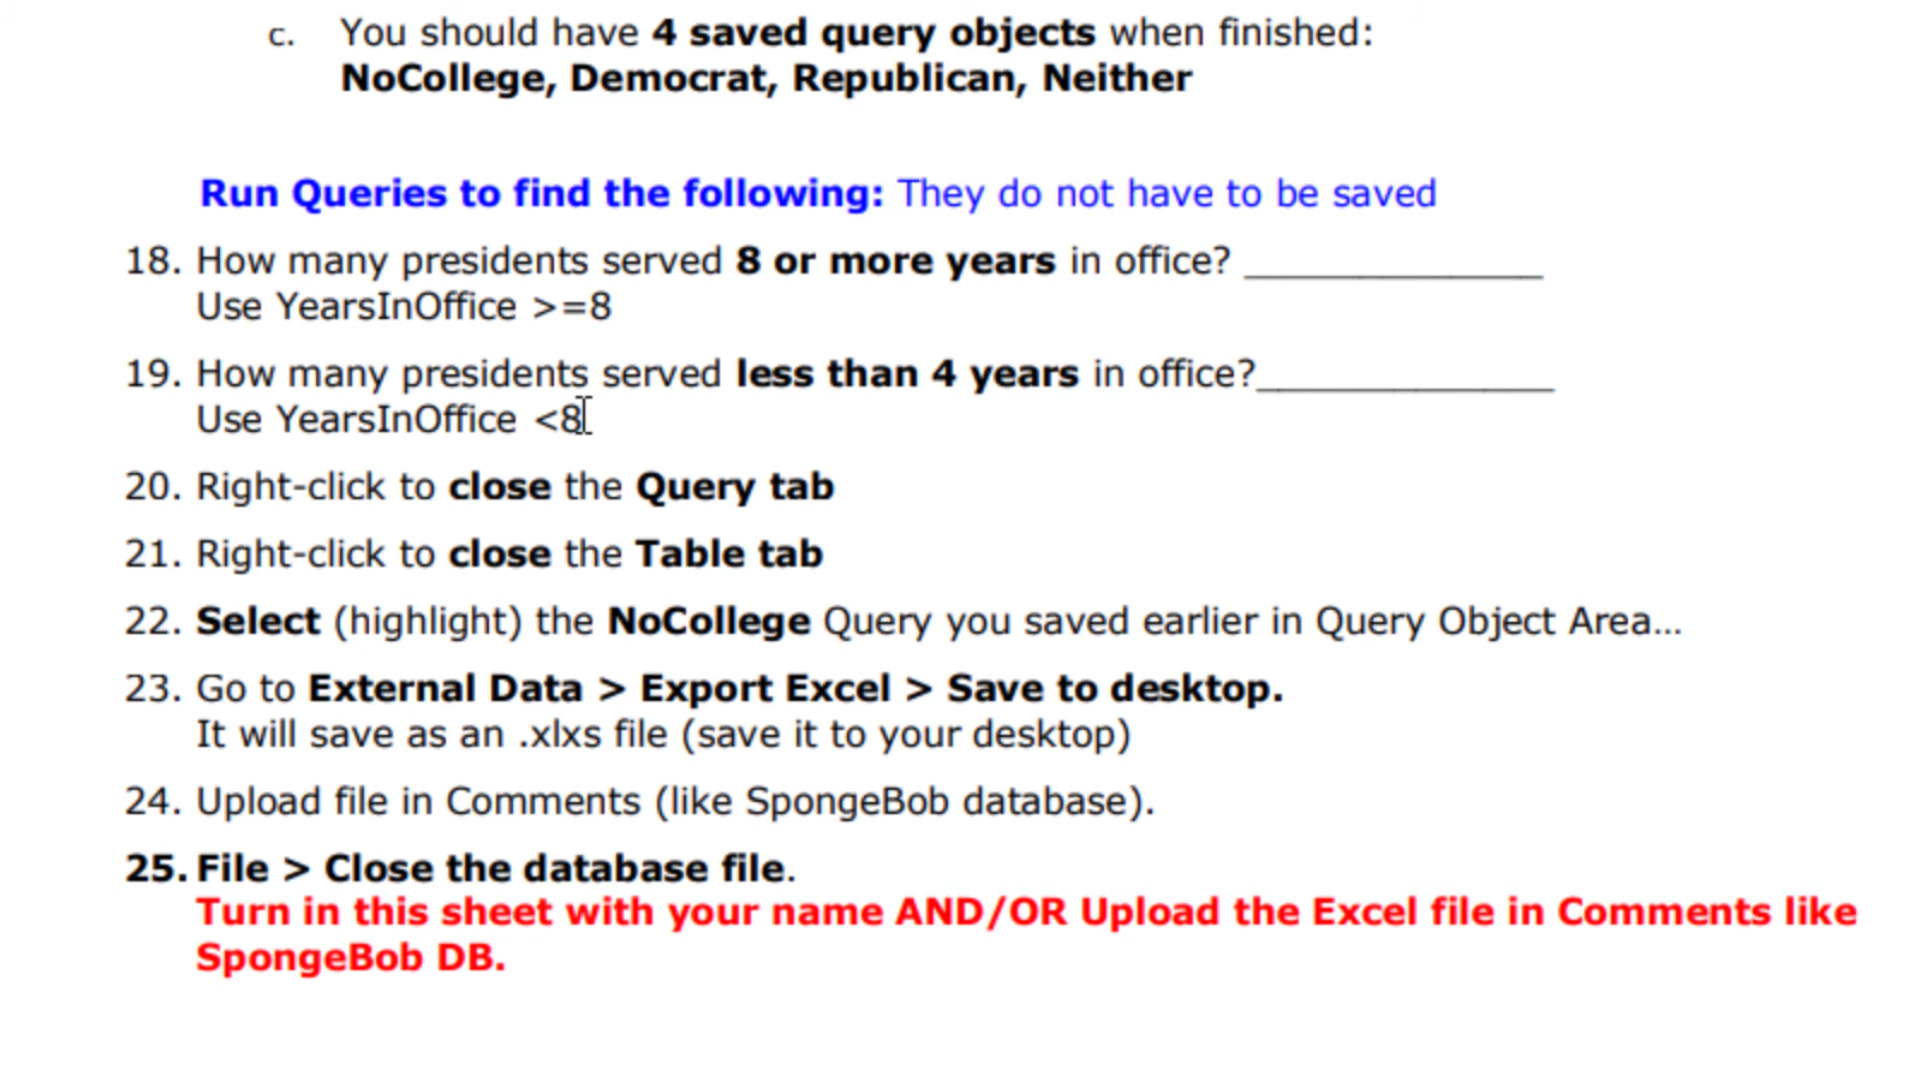 c. You should have 4 saved query objects when finished:
NoCollege, Democrat, Republican, Neither
Run Queries to find the following: They do not have to be saved
18. How many presidents served 8 or more years in office? ______________
Use YearsInOffice >=8
19. How many presidents served less than 4 years in office?______________
Use YearsInOffice <8
20. Right-click to close the Query tab
21. Right-click to close the Table tab
22. Select (highlight) the NoCollege Query you saved earlier in Query Object Area...
23. Go to External Data > Export Excel > Save to desktop.
It will save as an .xlxs file (save it to your desktop)
24. Upload file in Comments (like SpongeBob database).
25. File > Close the database file.
Turn in this sheet with your name AND/OR Upload the Excel file in Comments like
SpongeBob DB.